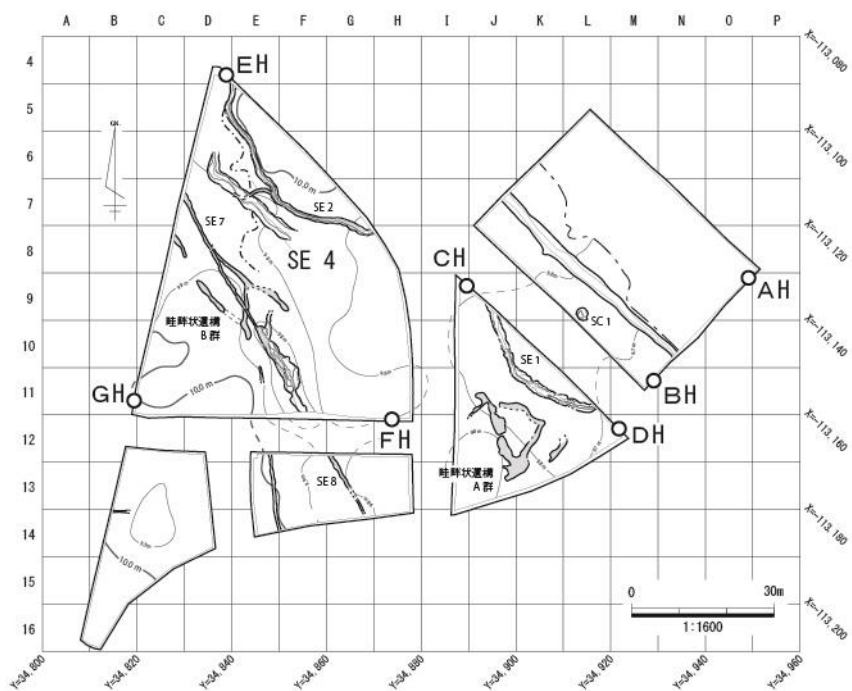 A B C D E F G H I J K L M N O P
4
5
6
7
8
9
10
11
12
13
14
15
16
X=-113,080
X=-113,100
X=-113,120
X=-113,140
X=-113,160
X=-113,180
X=-113,200
EH
GN.
10.0 m
SE 2
SE 7
SE 4
CH
AH
畦畔状遺構
B 群
SC 1
SE 1
GH
10.0 m
BH
FH
DH
畦畔状遺構
A 群
SE 8
10.0 m
0 30m
1:1600
Y=34,800
Y=34,820
Y=34,840
Y=34,860
Y=34,880
Y=34,900
Y=34,920
Y=34,940
Y=34,960